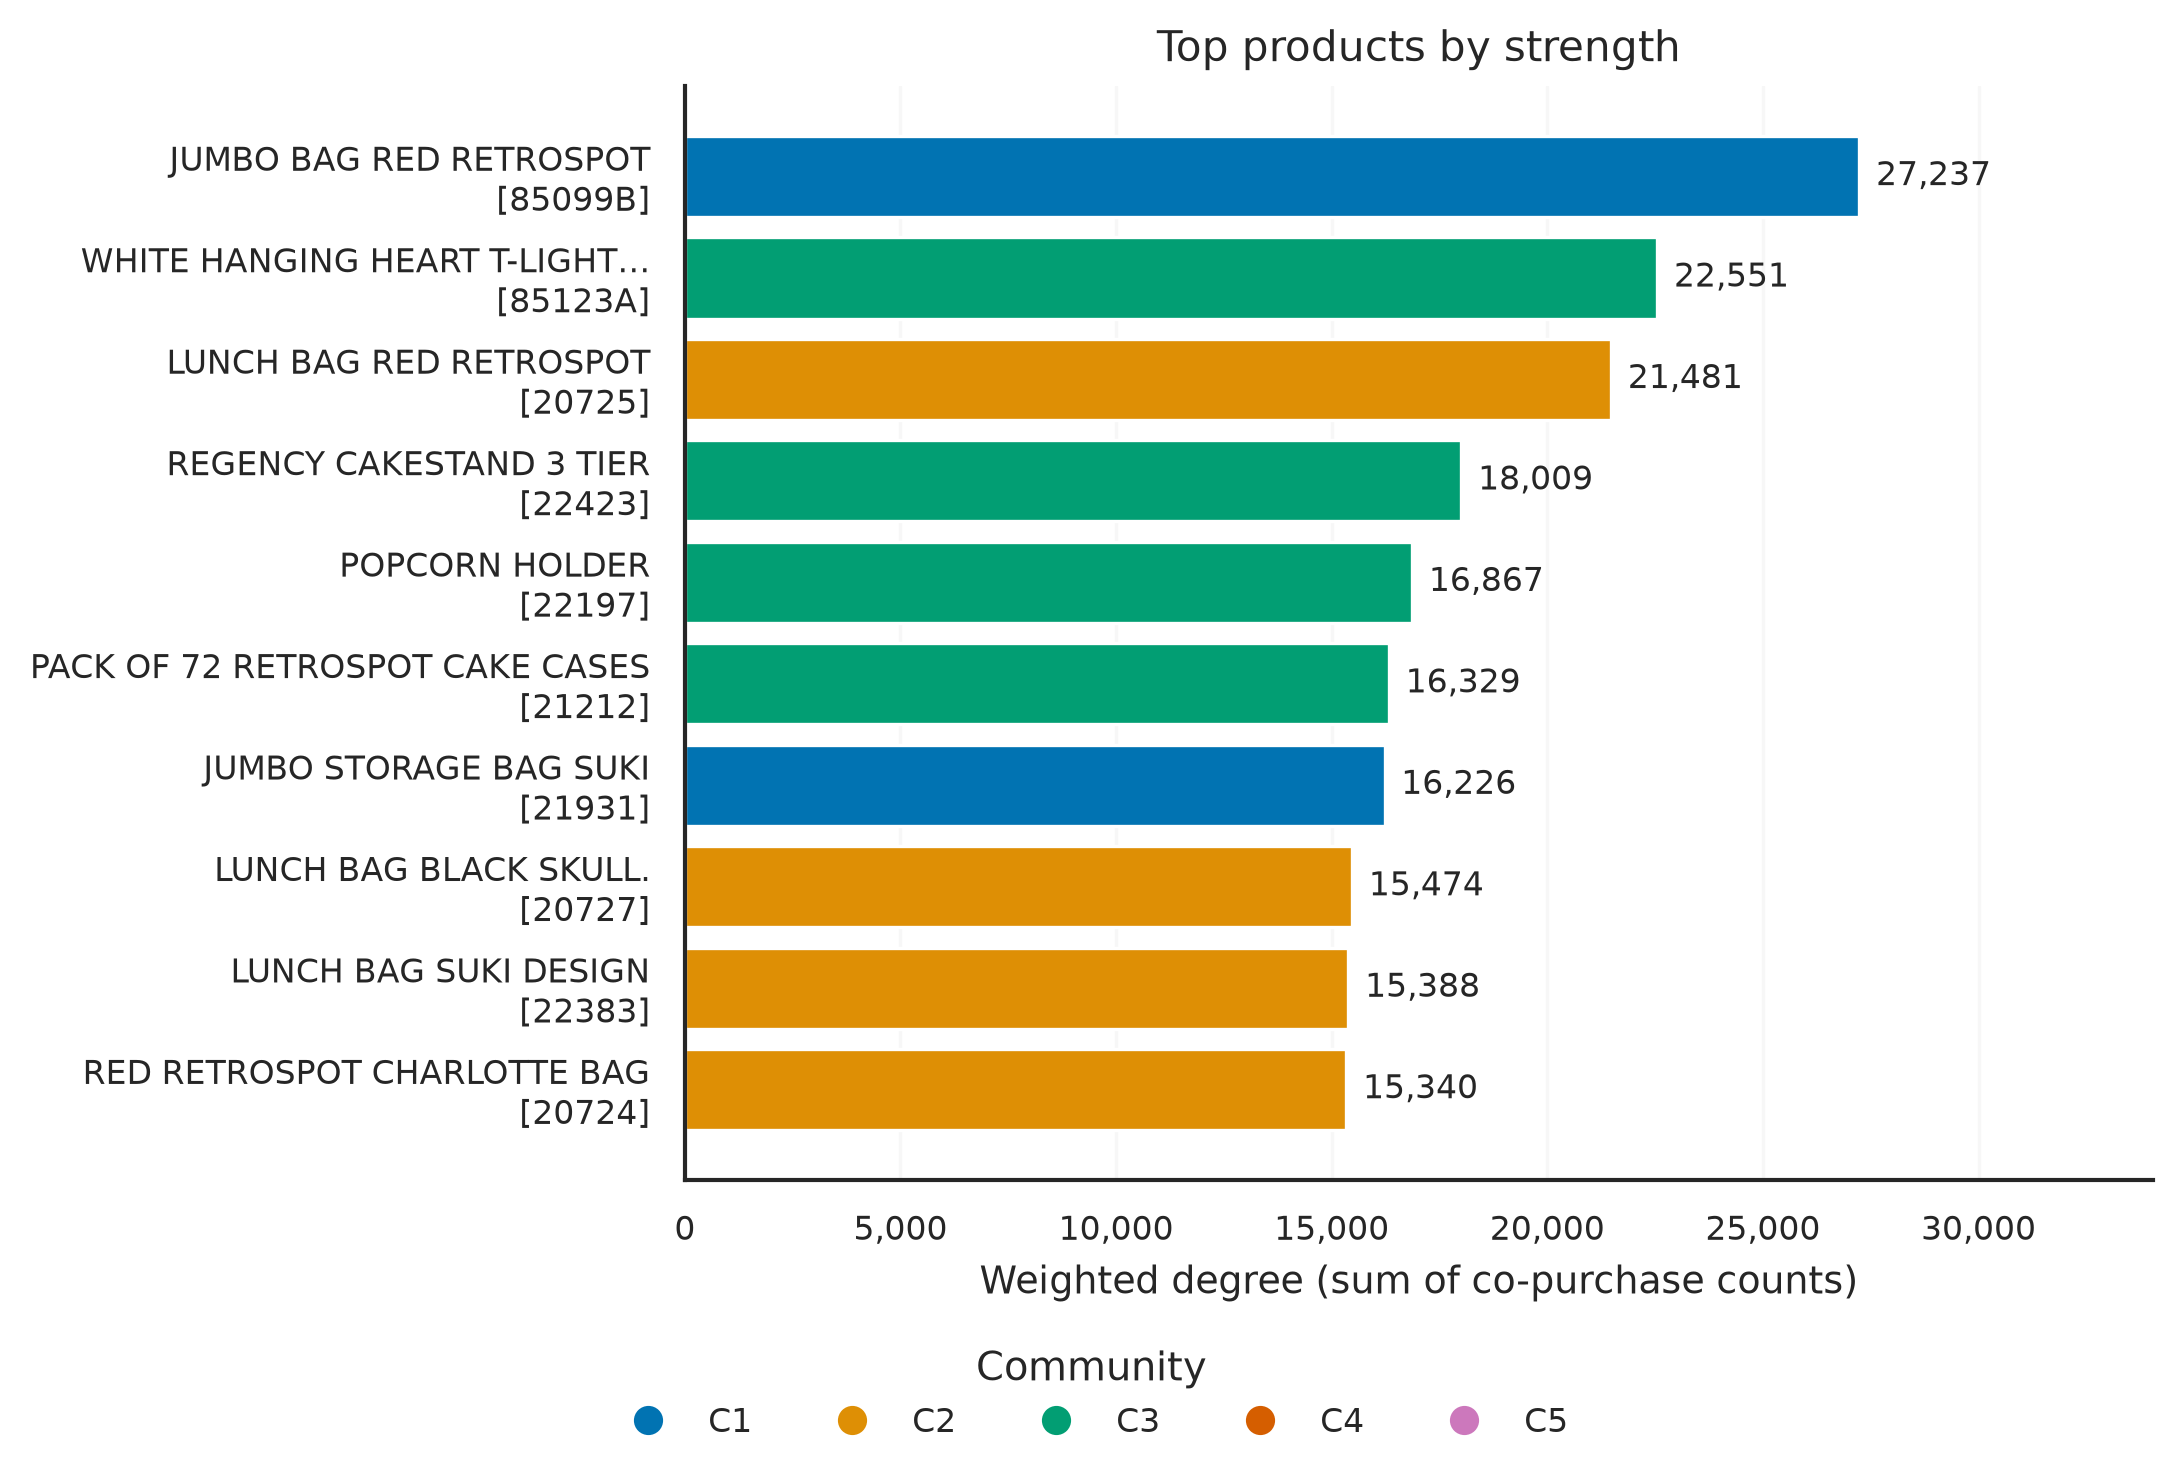 Top products by strength
JUMBO BAG RED RETROSPOT
[85099B]
27,237
WHITE HANGING HEART T-LIGHT…
[85123A]
22,551
LUNCH BAG RED RETROSPOT
[20725]
21,481
REGENCY CAKESTAND 3 TIER
[22423]
18,009
POPCORN HOLDER
[22197]
16,867
PACK OF 72 RETROSPOT CAKE CASES
[21212]
16,329
JUMBO STORAGE BAG SUKI
[21931]
16,226
LUNCH BAG BLACK SKULL.
[20727]
15,474
LUNCH BAG SUKI DESIGN
[22383]
15,388
RED RETROSPOT CHARLOTTE BAG
[20724]
15,340
0 5,000 10,000 15,000 20,000 25,000 30,000
Weighted degree (sum of co-purchase counts)
Community
C1 C2 C3 C4 C5